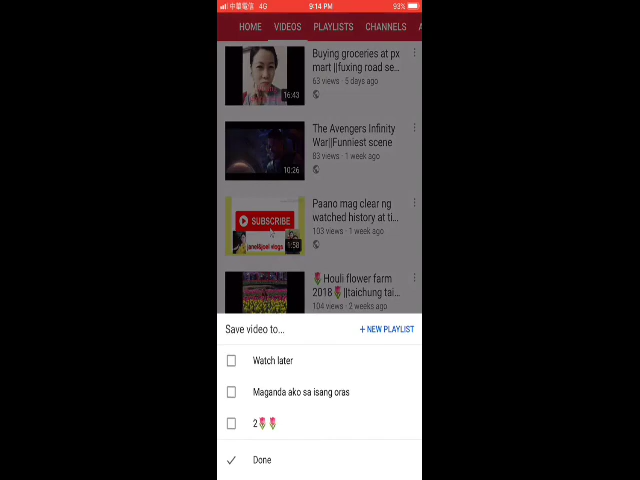 中華電信 4G 9:14 PM 93%
HOME VIDEOS PLAYLISTS CHANNELS A
Buying groceries at px
mart ||fuxing road se...
63 views · 5 days ago
16:43
The Avengers Infinity
War||Funniest scene
83 views · 1 week ago
10:26
Paano mag clear ng
watched history at ti...
103 views · 1 week ago
SUBSCRIBE
1:58
🌷Houli flower farm
2018🌷||taichung tai...
104 views · 2 weeks ago
Save video to... + NEW PLAYLIST
Watch later
Maganda ako sa isang oras
2🌷🌷
Done